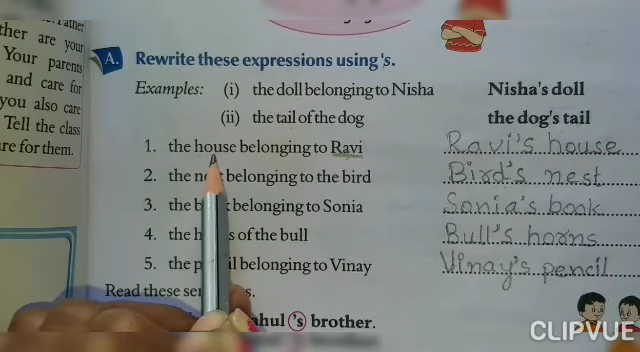 ther are your
Your parents
and care for
you also care
Tell the class
re for them.
A. Rewrite these expressions using 's.
Examples: (i) the doll belonging to Nisha Nisha's doll
(ii) the tail of the dog the dog's tail
1. the house belonging to Ravi Ravi's house
2. the belonging to the bird Bird's nest
3. the belonging to Sonia Sonia's book
4. the of the bull Bull's horns
5. the belonging to Vinay Vinay's pencil
Read these
's brother.
CLIPVUE